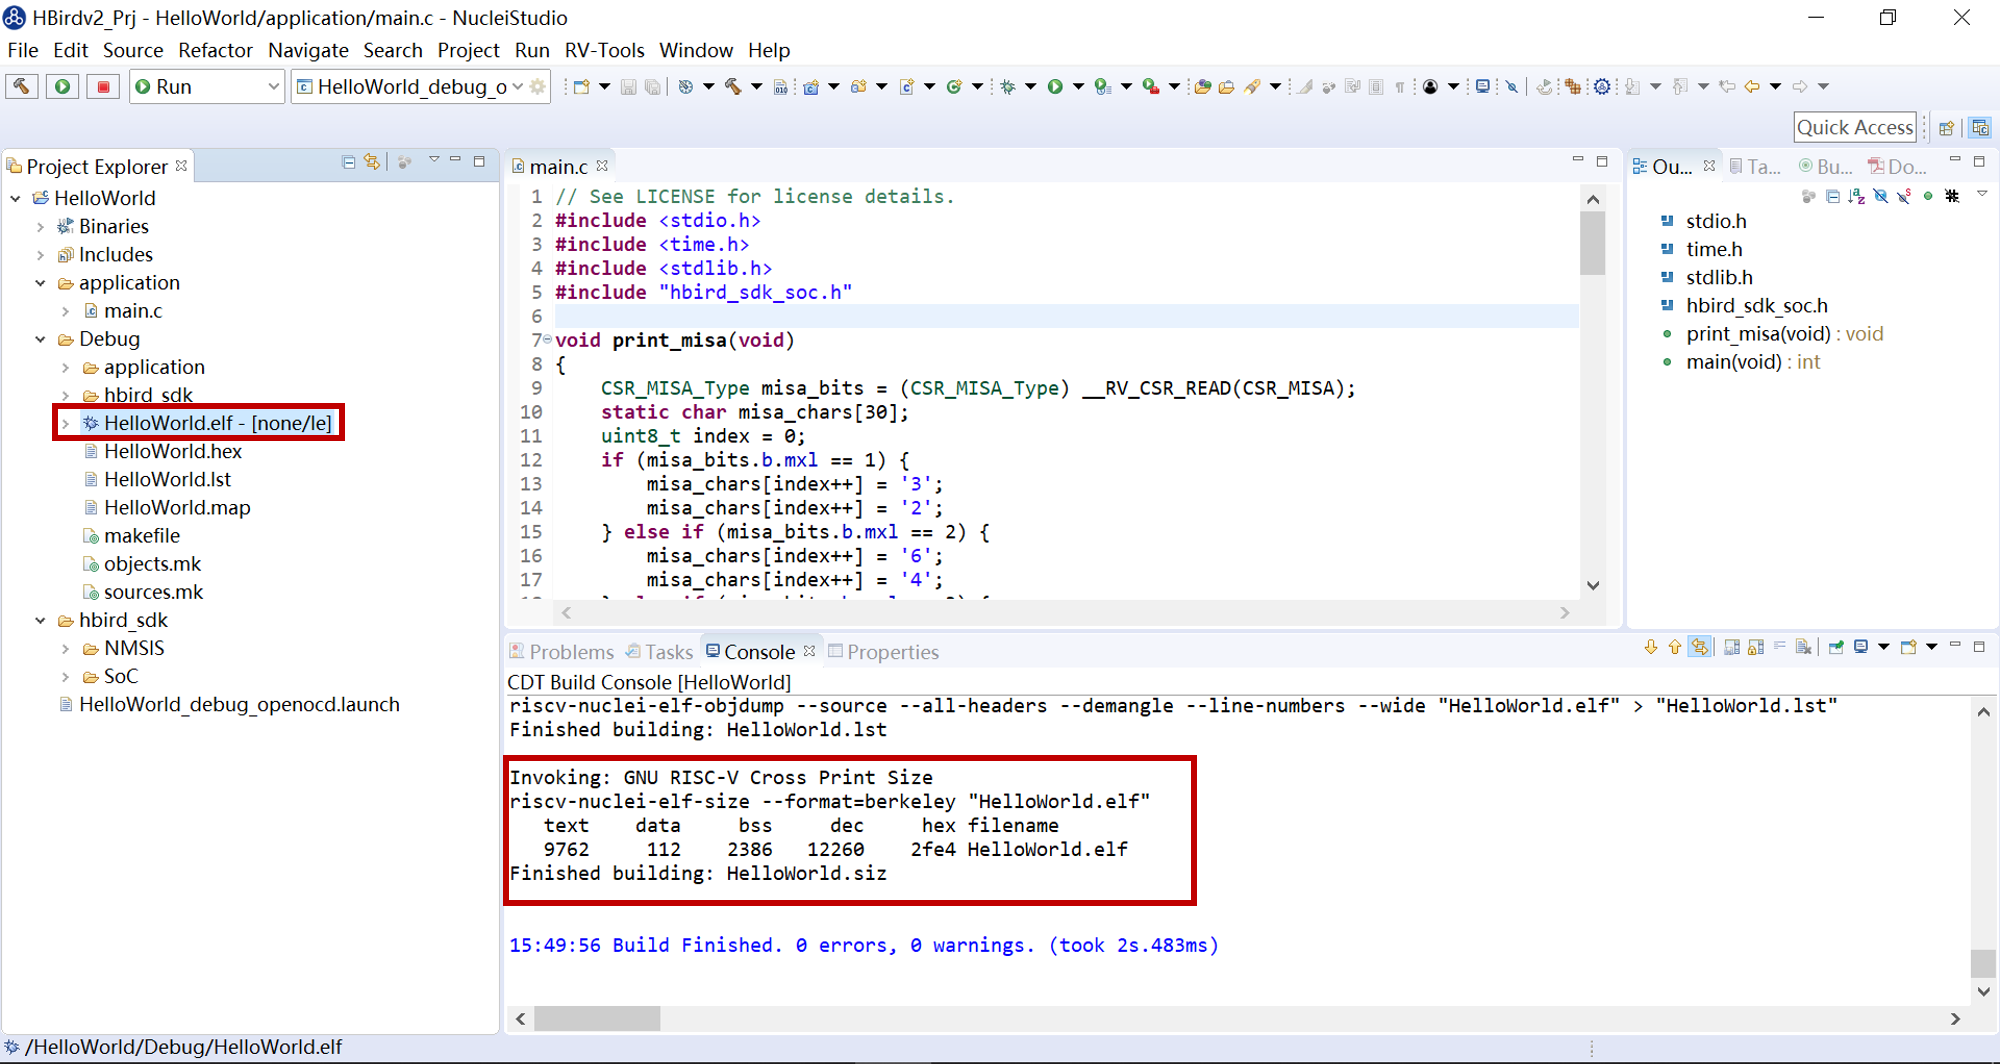 HBirdv2_Prj - HelloWorld/application/main.c - NucleiStudio
File Edit Source Refactor Navigate Search Project Run RV-Tools Window Help
Run
HelloWorld_debug_o
Quick Access
Project Explorer
HelloWorld
Binaries
Includes
application
main.c
Debug
application
hbird_sdk
HelloWorld.elf - [none/le]
HelloWorld.hex
HelloWorld.lst
HelloWorld.map
makefile
objects.mk
sources.mk
hbird_sdk
NMSIS
SoC
HelloWorld_debug_openocd.launch
main.c
1 // See LICENSE for license details.
2 #include <stdio.h>
3 #include <time.h>
4 #include <stdlib.h>
5 #include "hbird_sdk_soc.h"
6
7 void print_misa(void)
8 {
9 CSR_MISA_Type misa_bits = (CSR_MISA_Type) __RV_CSR_READ(CSR_MISA);
10 static char misa_chars[30];
11 uint8_t index = 0;
12 if (misa_bits.b.mxl == 1) {
13 misa_chars[index++] = '3';
14 misa_chars[index++] = '2';
15 } else if (misa_bits.b.mxl == 2) {
16 misa_chars[index++] = '6';
17 misa_chars[index++] = '4';
Ou... Ta... Bu... Do...
stdio.h
time.h
stdlib.h
hbird_sdk_soc.h
print_misa(void) : void
main(void) : int
Problems Tasks Console Properties
CDT Build Console [HelloWorld]
riscv-nuclei-elf-objdump --source --all-headers --demangle --line-numbers --wide "HelloWorld.elf" > "HelloWorld.lst"
Finished building: HelloWorld.lst
Invoking: GNU RISC-V Cross Print Size
riscv-nuclei-elf-size --format=berkeley "HelloWorld.elf"
text data bss dec hex filename
9762 112 2386 12260 2fe4 HelloWorld.elf
Finished building: HelloWorld.siz
15:49:56 Build Finished. 0 errors, 0 warnings. (took 2s.483ms)
/HelloWorld/Debug/HelloWorld.elf